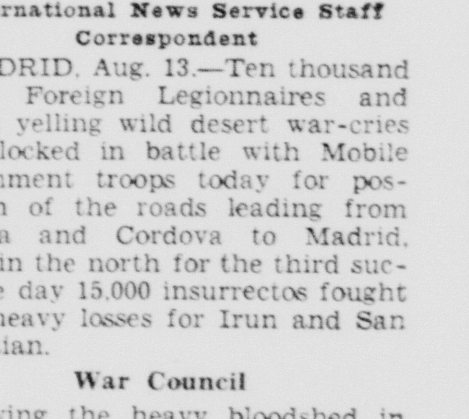 rnational News Service Staff
Correspondent
DRID, Aug. 13.—Ten thousand
Foreign Legionnaires and
yelling wild desert war-cries
locked in battle with Mobile
nment troops today for pos-
n of the roads leading from
a and Cordova to Madrid,
in the north for the third suc-
e day 15,000 insurrectos fought
heavy losses for Irun and San
ian.
War Council
ving the heavy bloodshed in